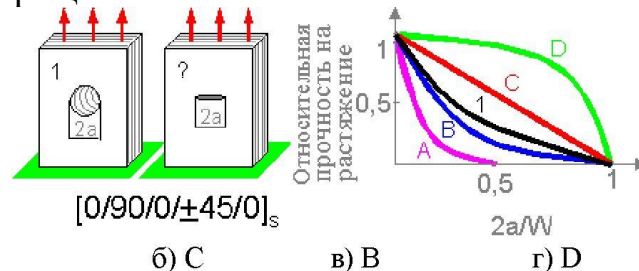 1
2a
?
2a
[0/90/0/±45/0]s
Относительная
прочность на
растяжение
1
0,5
A
B
1
C
D
0,5
1
2a/W
б) C
в) B
г) D